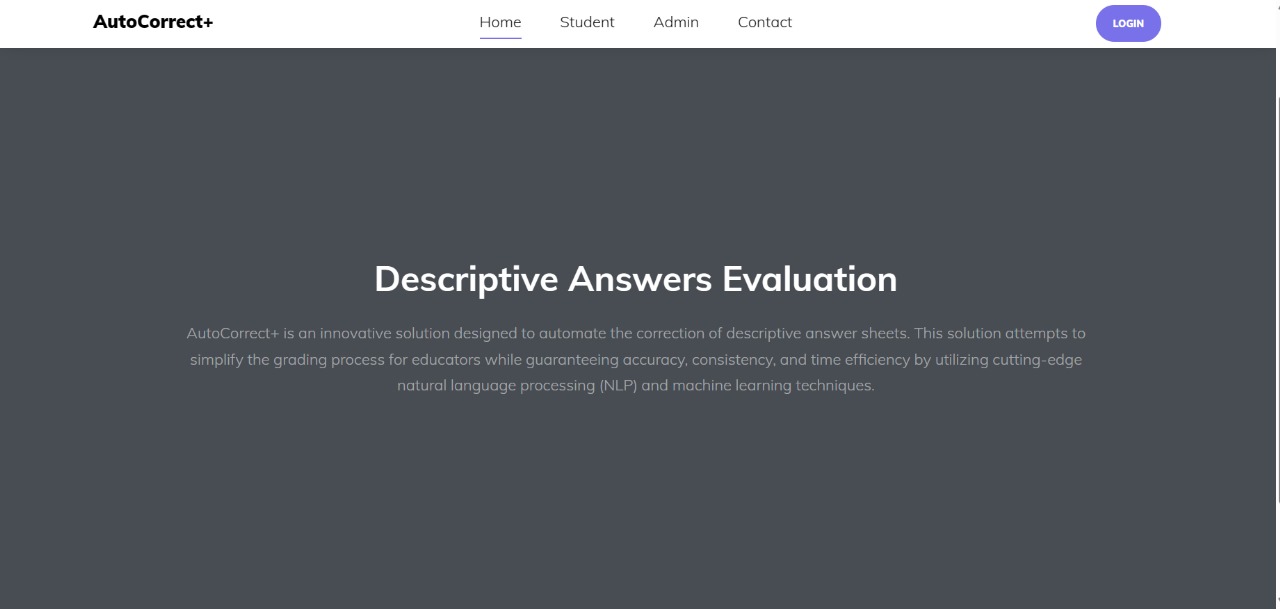 AutoCorrect+
Home Student Admin Contact
LOGIN
Descriptive Answers Evaluation
AutoCorrect+ is an innovative solution designed to automate the correction of descriptive answer sheets. This solution attempts to
simplify the grading process for educators while guaranteeing accuracy, consistency, and time efficiency by utilizing cutting-edge
natural language processing (NLP) and machine learning techniques.